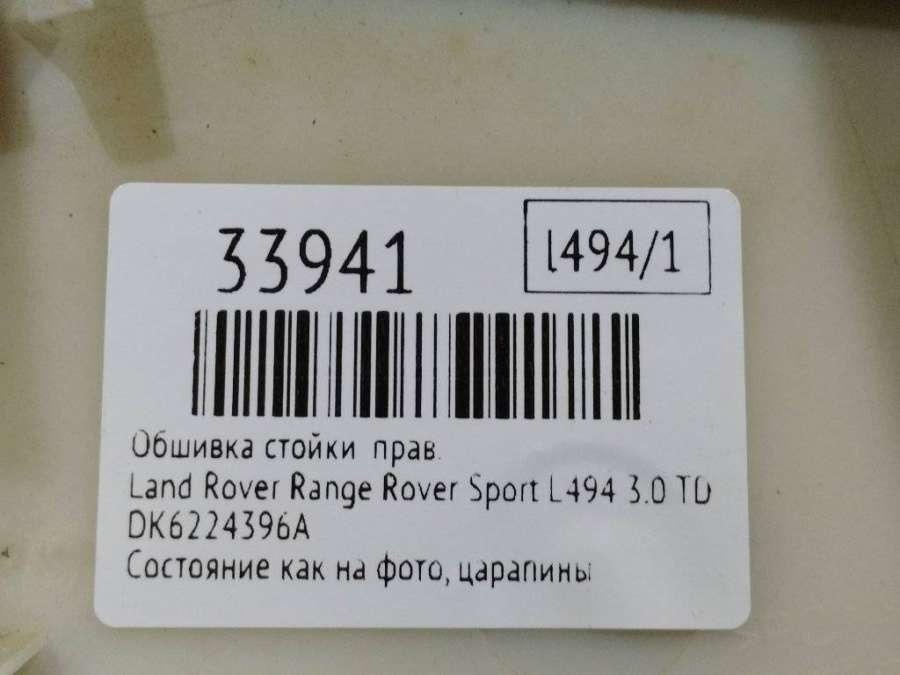 33941
L494/1
Обшивка стойки прав.
Land Rover Range Rover Sport L494 3.0 TD
DK6224396A
Состояние как на фото, царапины